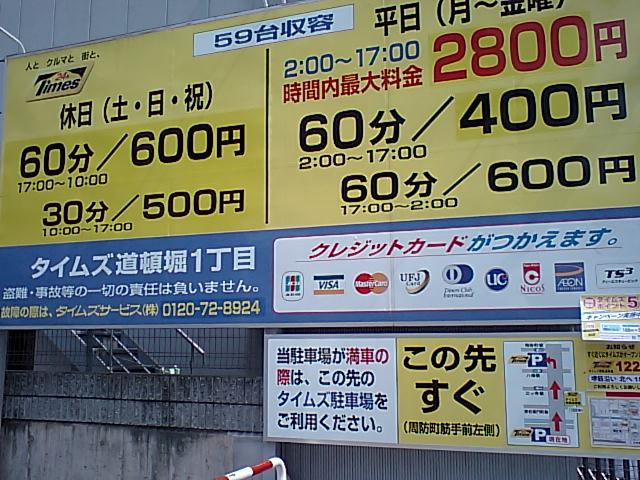 59台収容
人と クルマと 街と、
24h
Times
休日(土・日・祝)
60分/600円
17:00～10:00
30分/500円
10:00～17:00
平日(月～金曜)
2:00～17:00
時間内最大料金
2800円
60分/400円
2:00～17:00
60分/600円
17:00～2:00
タイムズ道頓堀1丁目
盗難・事故等の一切の責任は負いません。
故障の際は、タイムズサービス(株) 0120-72-8924
クレジットカードがつかえます。
JCB
VISA
MasterCard
UFJ Card
Diners Club International
UC
NICOS
AEON
TS3
当駐車場が満車の
際は、この先の
タイムズ駐車場を
ご利用ください。
この先
すぐ
(周防町筋手前左側)
P
P 現在地
お知らせ
122